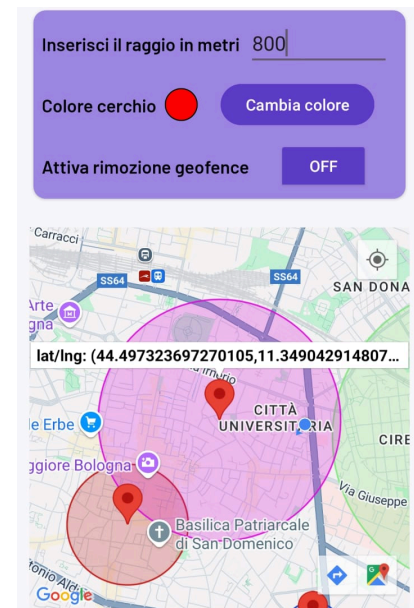 Inserisci il raggio in metri 800
Colore cerchio Cambia colore
Attiva rimozione geofence OFF
Carracci
SS64
SS64
SAN DONA
Arte
gna
lat/lng: (44.497323697270105,11.349042914807...
CITTÀ
UNIVERSITARIA
le Erbe
CIRE
ggiore Bologna
Via Giuseppe
Basilica Patriarcale
di San Domenico
Google